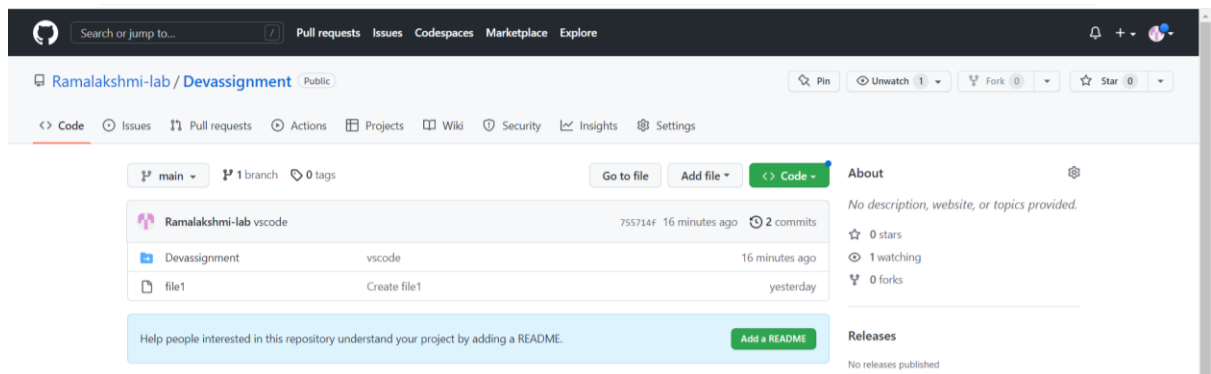 Search or jump to... / Pull requests Issues Codespaces Marketplace Explore
Ramalakshmi-lab / Devassignment Public Pin Unwatch 1 Fork 0 Star 0
<> Code Issues Pull requests Actions Projects Wiki Security Insights Settings
main 1 branch 0 tags Go to file Add file <> Code
Ramalakshmi-lab vscode 755714f 16 minutes ago 2 commits
Devassignment vscode 16 minutes ago
file1 Create file1 yesterday
Help people interested in this repository understand your project by adding a README. Add a README
About
No description, website, or topics provided.
0 stars
1 watching
0 forks
Releases
No releases published